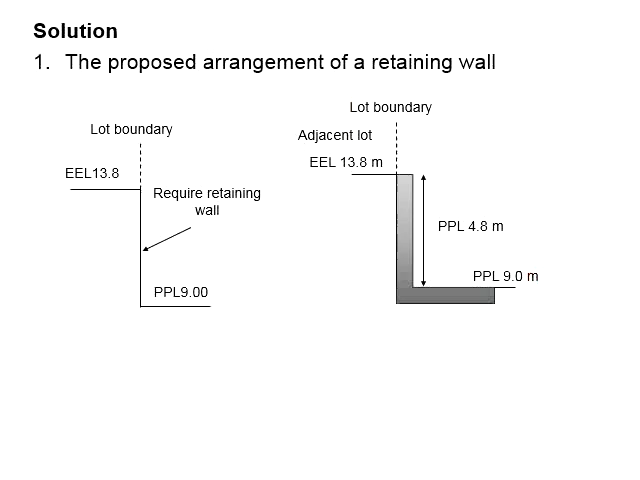 Solution
1. The proposed arrangement of a retaining wall
Lot boundary
EEL13.8
Require retaining
wall
PPL9.00
Lot boundary
Adjacent lot
EEL 13.8 m
PPL 4.8 m
PPL 9.0 m